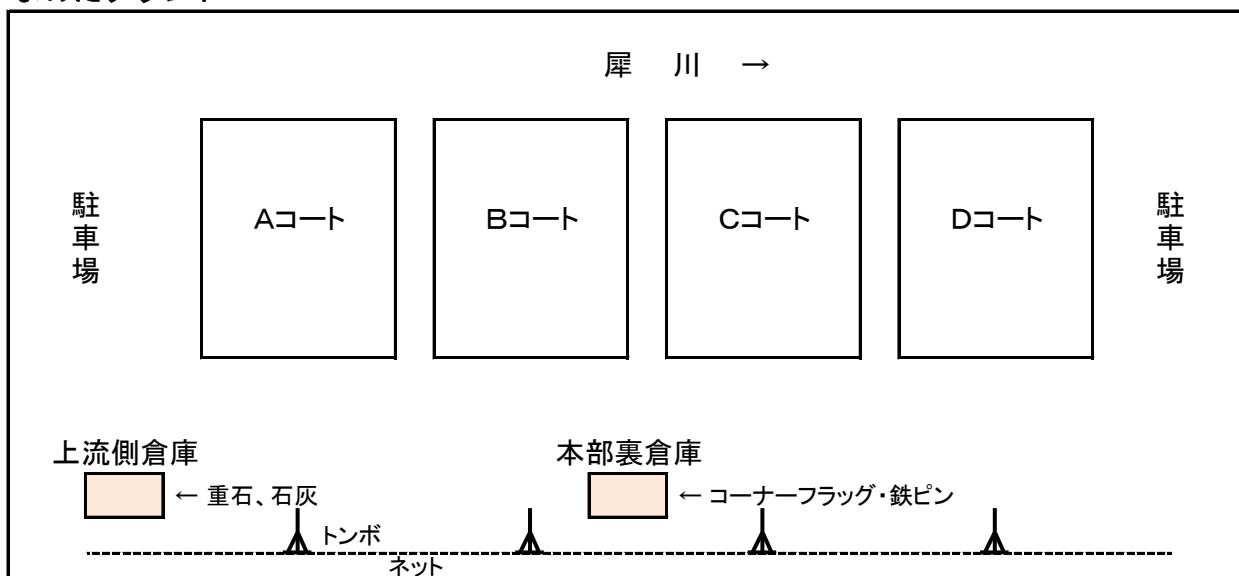 犀 川 →
駐車場
Aコート
Bコート
Cコート
Dコート
駐車場
上流側倉庫
本部裏倉庫
← 重石、石灰
← コーナーフラッグ・鉄ピン
トンボ
ネット